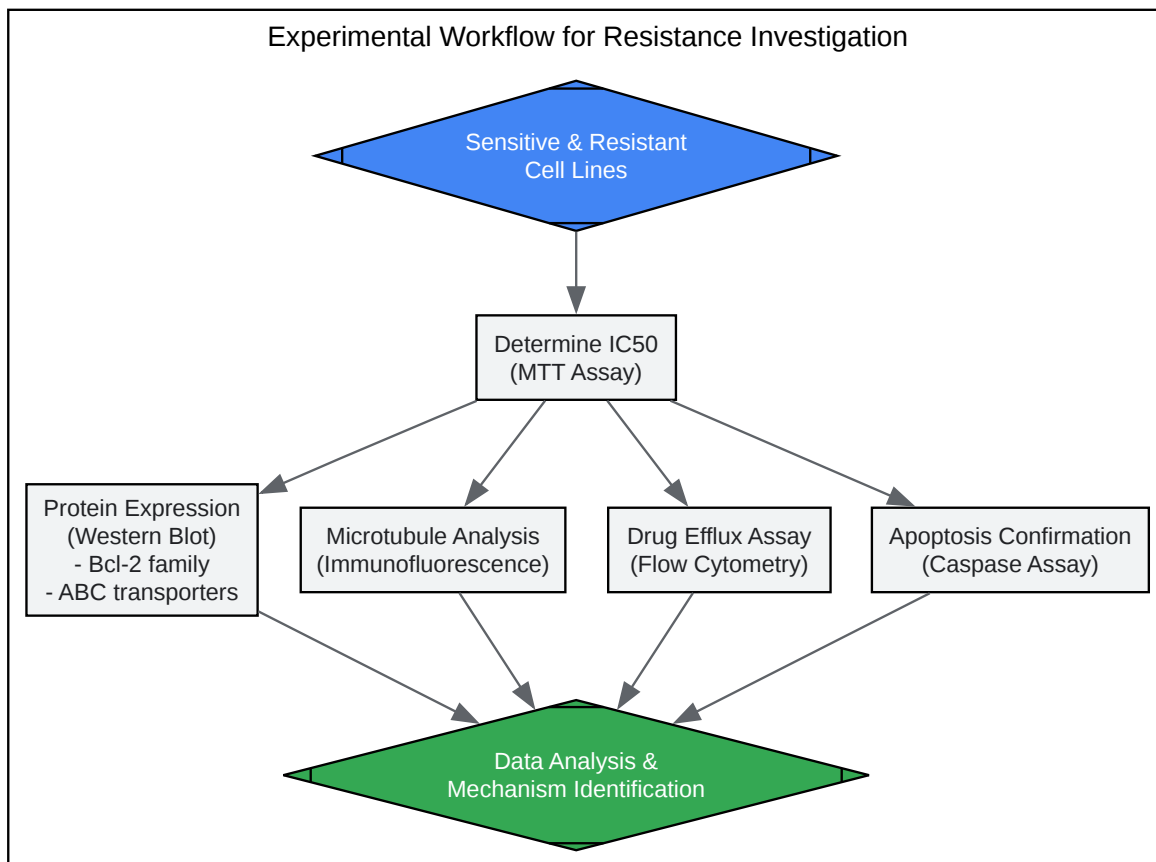 Experimental Workflow for Resistance Investigation
Sensitive & Resistant
Cell Lines
Determine IC50
(MTT Assay)
Protein Expression
(Western Blot)
- Bcl-2 family
- ABC transporters
Microtubule Analysis
(Immunofluorescence)
Drug Efflux Assay
(Flow Cytometry)
Apoptosis Confirmation
(Caspase Assay)
Data Analysis &
Mechanism Identification